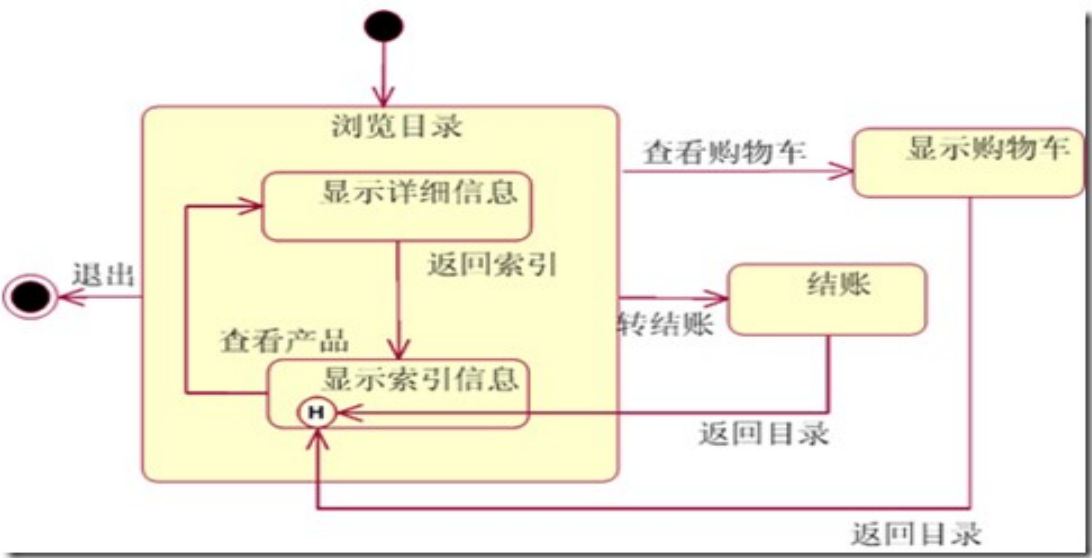 浏览目录
查看购物车
显示购物车
显示详细信息
返回索引
退出
结账
转结账
查看产品
显示索引信息
H
返回目录
返回目录